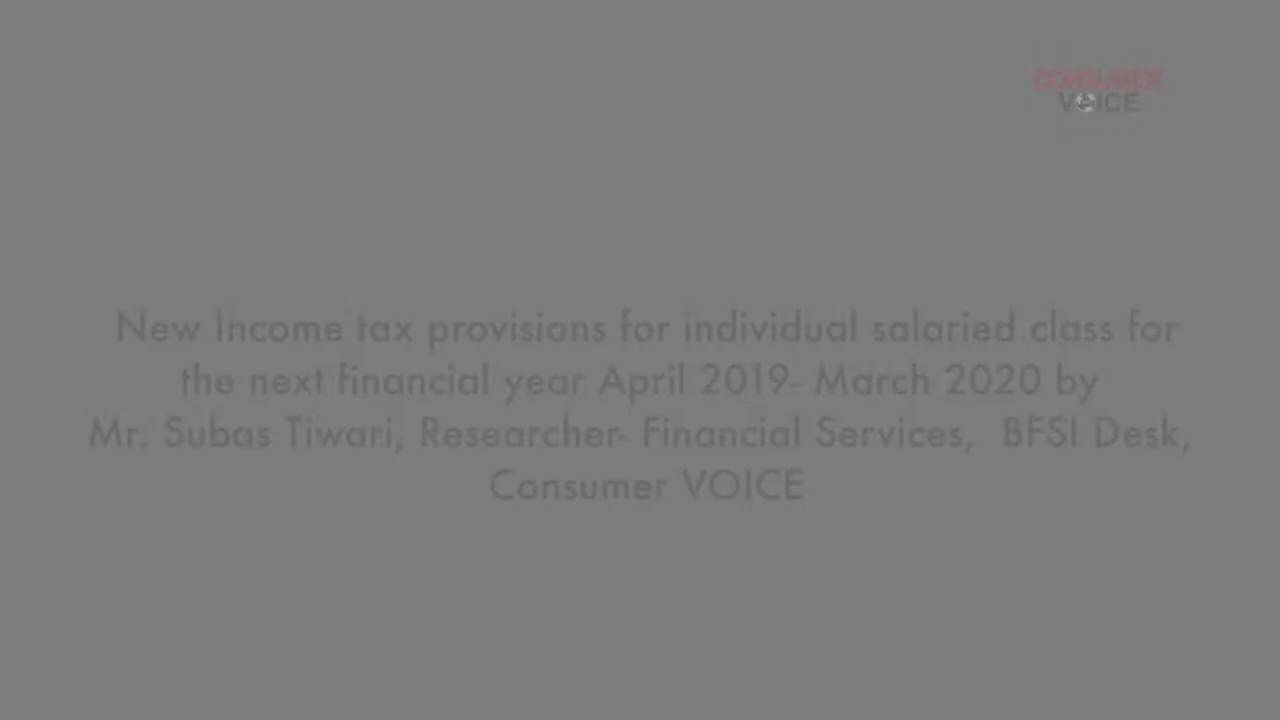 CONSUMER
VOICE
New Income tax provisions for individual salaried class for
the next financial year April 2019- March 2020 by
Mr. Subas Tiwari, Researcher- Financial Services, BFSI Desk,
Consumer VOICE